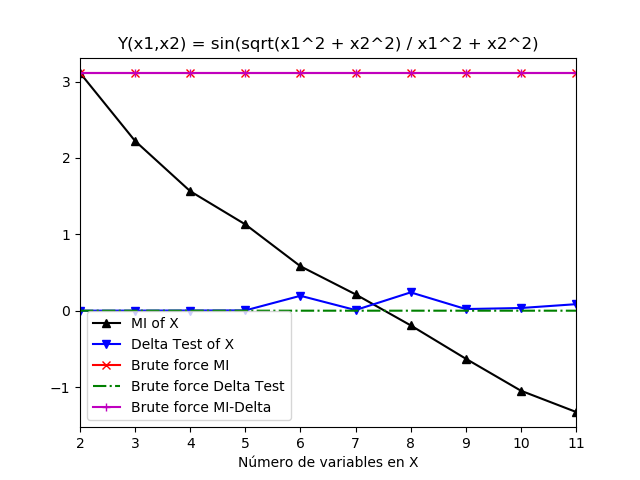 Y(x1,x2) = sin(sqrt(x1^2 + x2^2) / x1^2 + x2^2)
3
2
1
0
−1
MI of X
Delta Test of X
Brute force MI
Brute force Delta Test
Brute force MI-Delta
2 3 4 5 6 7 8 9 10 11
Número de variables en X